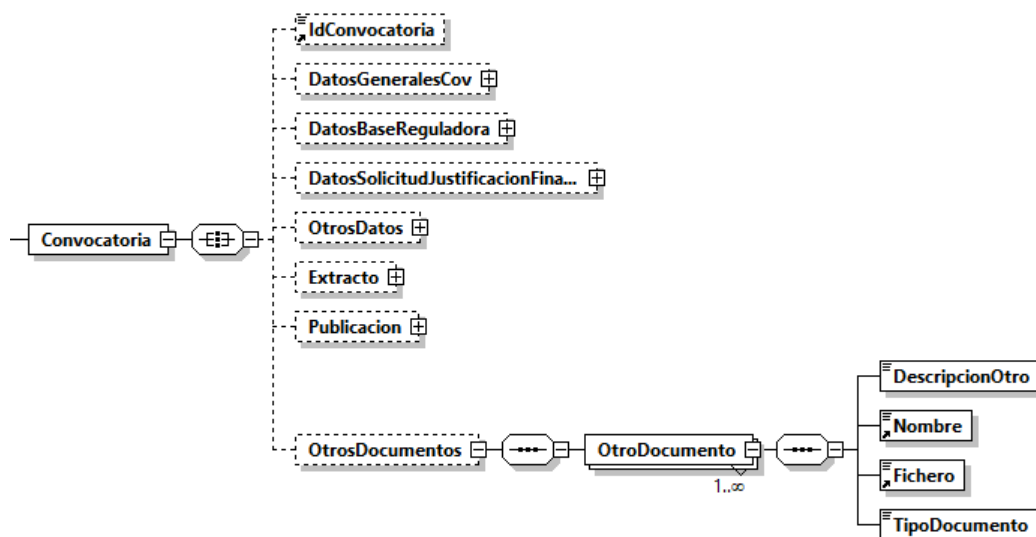 IdConvocatoria
DatosGeneralesCov
DatosBaseReguladora
DatosSolicitudJustificacionFina...
OtrosDatos
Convocatoria
Extracto
Publicacion
DescripcionOtro
Nombre
OtrosDocumentos
OtroDocumento
1..∞
Fichero
TipoDocumento